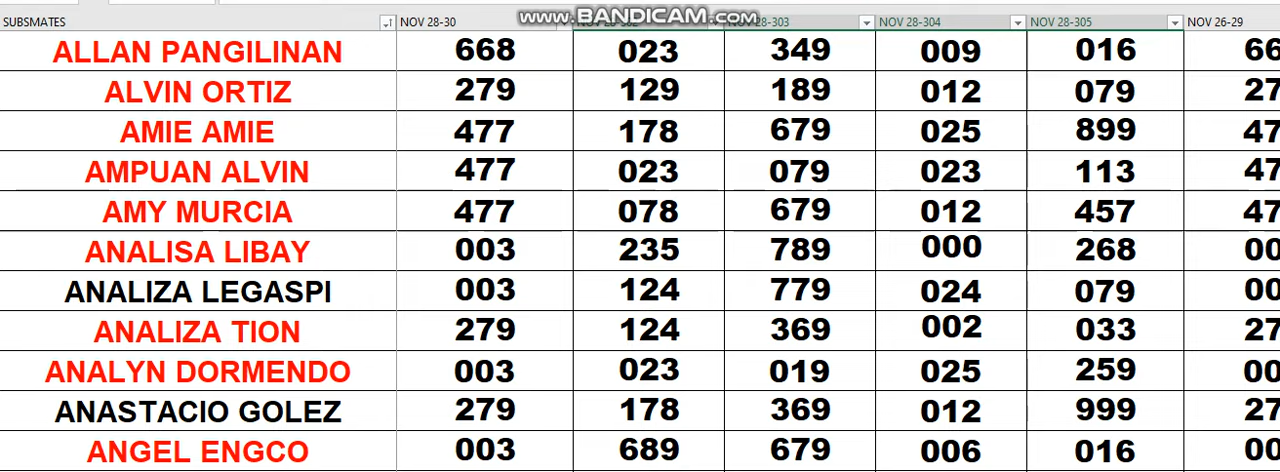 www.BANDICAM.com
SUBSMATES NOV 28-30 28-303 NOV 28-304 NOV 28-305 NOV 26-29
ALLAN PANGILINAN 668 023 349 009 016 66
ALVIN ORTIZ 279 129 189 012 079 27
AMIE AMIE 477 178 679 025 899 47
AMPUAN ALVIN 477 023 079 023 113 47
AMY MURCIA 477 078 679 012 457 47
ANALISA LIBAY 003 235 789 000 268 00
ANALIZA LEGASPI 003 124 779 024 079 00
ANALIZA TION 279 124 369 002 033 27
ANALYN DORMENDO 003 023 019 025 259 00
ANASTACIO GOLEZ 279 178 369 012 999 27
ANGEL ENGCO 003 689 679 006 016 00